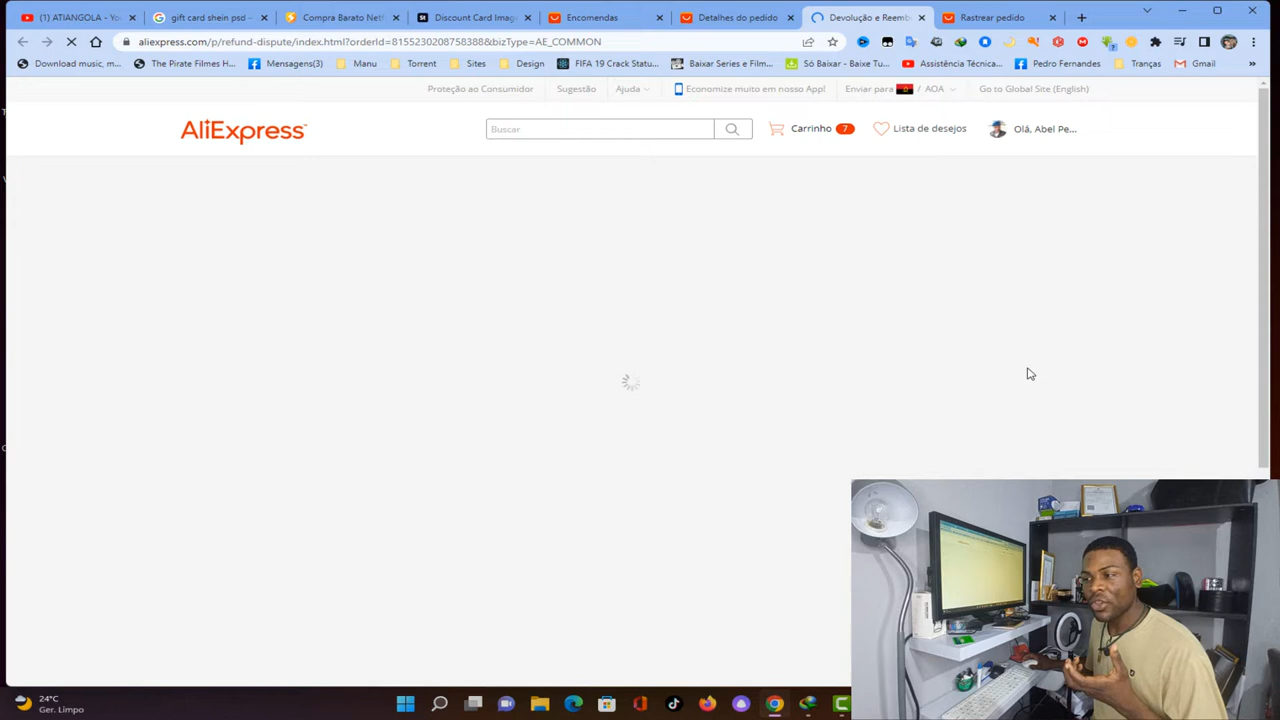 (1) ATIANGOLA - Yo
gift card shein psd -
Compra Barato Netf
Discount Card Imag
Encomendas
Detalhes do pedido
Devolução e Reemb
Rastrear pedido
aliexpress.com/p/refund-dispute/index.html?orderId=8155230208758388&bizType=AE_COMMON
Download music, m...
The Pirate Filmes H...
Mensagens(3)
Manu
Torrent
Sites
Design
FIFA 19 Crack Statu...
Baixar Series e Film...
Só Baixar - Baixe Tu...
Assistência Técnica...
Pedro Fernandes
Tranças
Gmail
Proteção ao Consumidor
Sugestão
Ajuda
Economize muito em nosso App!
Enviar para / AOA
Go to Global Site (English)
AliExpress™
Buscar
Carrinho 7
Lista de desejos
Olá, Abel Pe...
24°C
Ger. Limpo